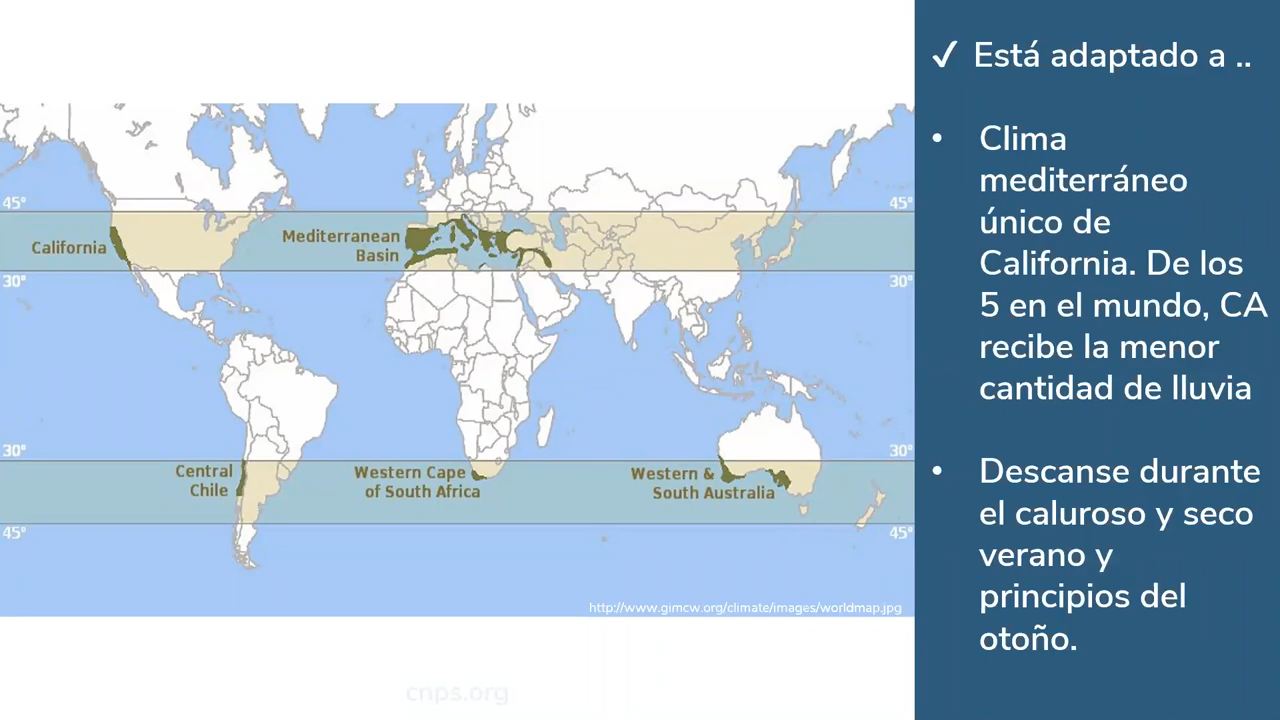 ✓ Está adaptado a ..
• Clima
mediterráneo
único de
California. De los
5 en el mundo, CA
recibe la menor
cantidad de lluvia
• Descanse durante
el caluroso y seco
verano y
principios del
otoño.
45° 45°
California
Mediterranean
Basin
30° 30°
30° 30°
Central
Chile
Western Cape
of South Africa
Western &
South Australia
45° 45°
http://www.gimcw.org/climate/images/worldmap.jpg
cnps.org